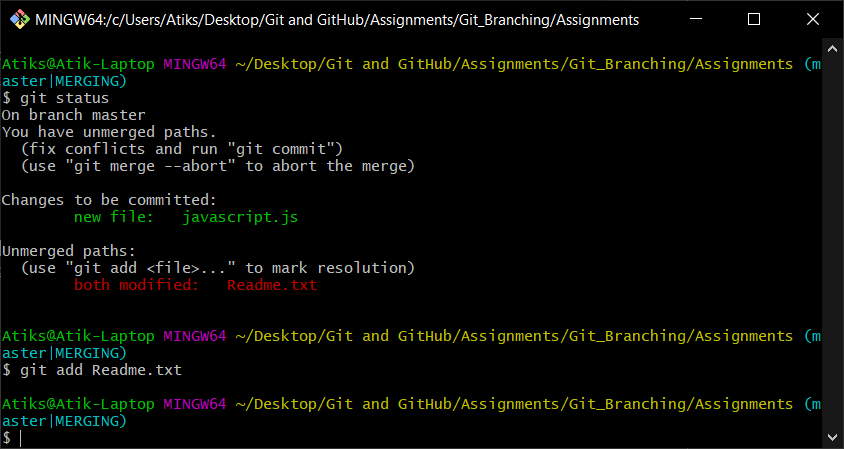 MINGW64:/c/Users/Atiks/Desktop/Git and GitHub/Assignments/Git_Branching/Assignments
Atiks@Atik-Laptop MINGW64 ~/Desktop/Git and GitHub/Assignments/Git_Branching/Assignments (m
aster|MERGING)
$ git status
On branch master
You have unmerged paths.
  (fix conflicts and run "git commit")
  (use "git merge --abort" to abort the merge)
Changes to be committed:
        new file:   javascript.js
Unmerged paths:
  (use "git add <file>..." to mark resolution)
        both modified:   Readme.txt
Atiks@Atik-Laptop MINGW64 ~/Desktop/Git and GitHub/Assignments/Git_Branching/Assignments (m
aster|MERGING)
$ git add Readme.txt
Atiks@Atik-Laptop MINGW64 ~/Desktop/Git and GitHub/Assignments/Git_Branching/Assignments (m
aster|MERGING)
$